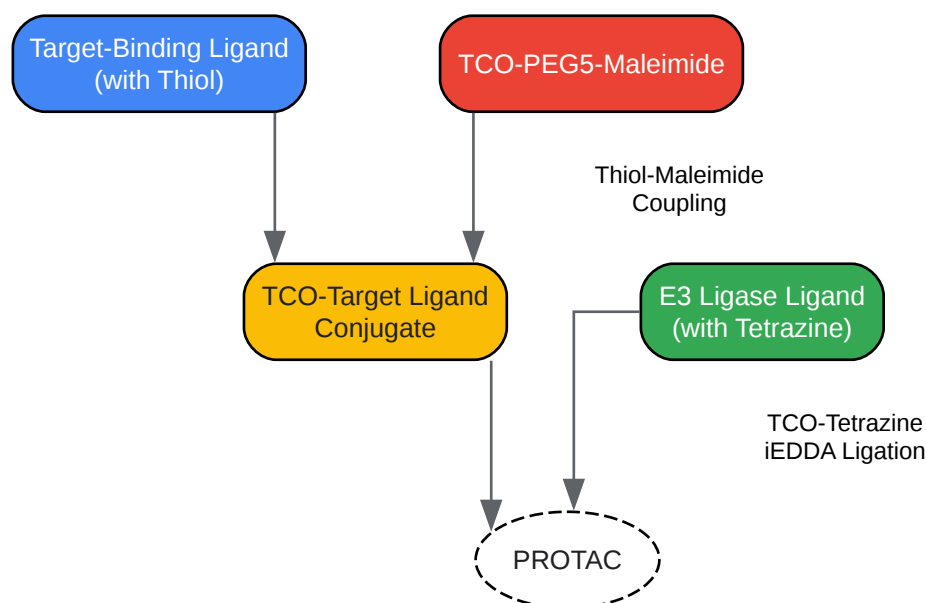 Target-Binding Ligand
(with Thiol)
TCO-PEG5-Maleimide
Thiol-Maleimide
Coupling
TCO-Target Ligand
Conjugate
E3 Ligase Ligand
(with Tetrazine)
TCO-Tetrazine
iEDDA Ligation
PROTAC